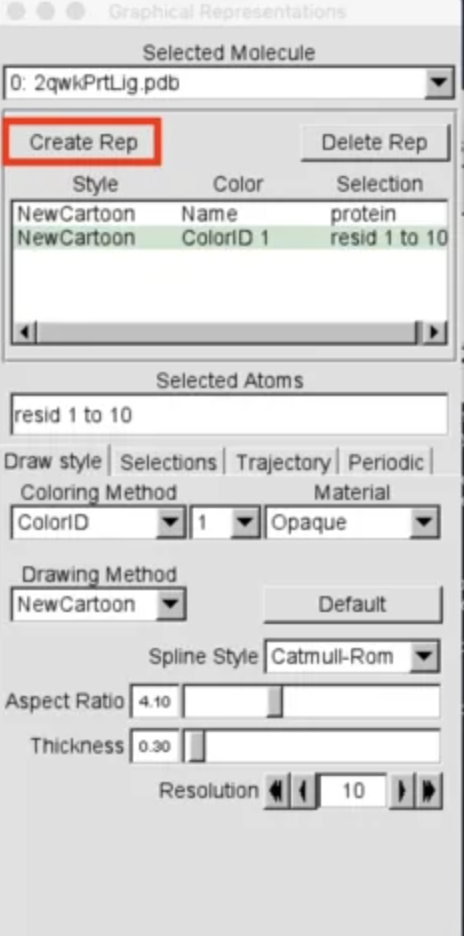 Graphical Representations
Selected Molecule
0: 2qwkPrtLig.pdb
Create Rep Delete Rep
Style Color Selection
NewCartoon Name protein
NewCartoon ColorID 1 resid 1 to 10
Selected Atoms
resid 1 to 10
Draw style Selections Trajectory Periodic
Coloring Method Material
ColorID 1 Opaque
Drawing Method
NewCartoon Default
Spline Style Catmull-Rom
Aspect Ratio 4.10
Thickness 0.30
Resolution 10